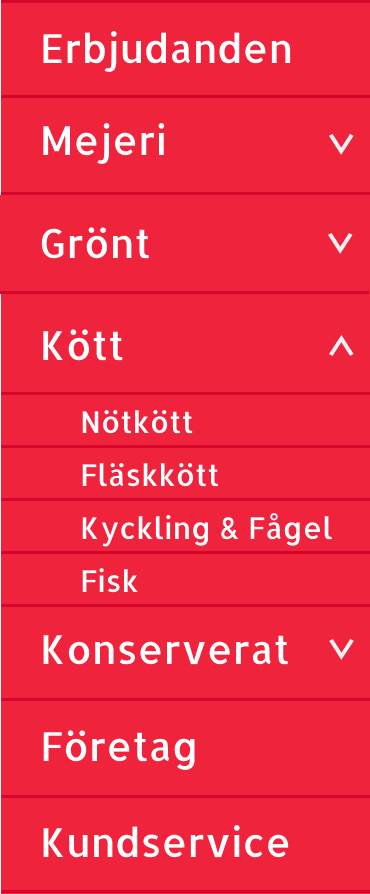 Erbjudanden
Mejeri
Grönt
Kött
Nötkött
Fläskkött
Kyckling & Fågel
Fisk
Konserverat
Företag
Kundservice